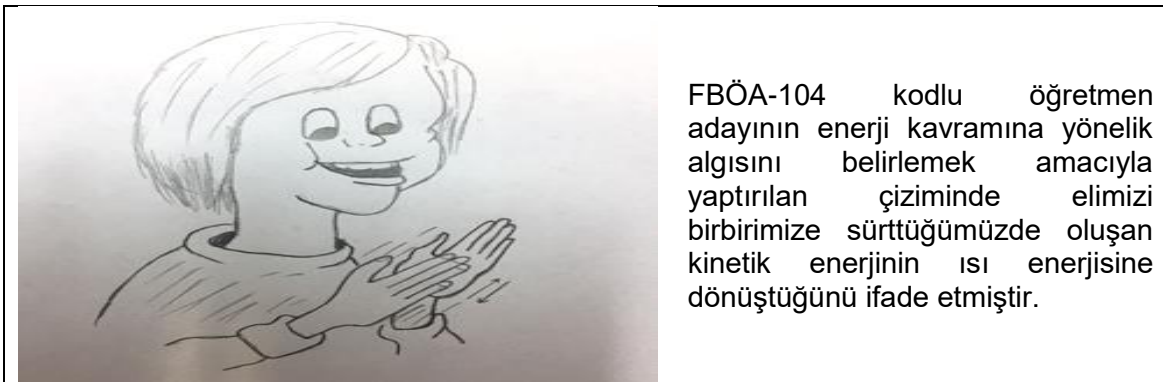 FBÖA-104 kodlu öğretmen
adayının enerji kavramına yönelik
algısını belirlemek amacıyla
yaptırılan çiziminde elimizi
birbirimize sürttüğümüzde oluşan
kinetik enerjinin ısı enerjisine
dönüştüğünü ifade etmiştir.